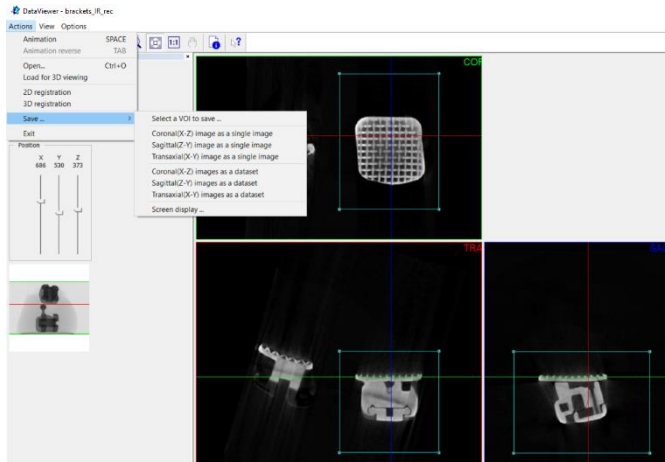 DataViewer - brackets_IR_rec
Actions View Options
Animation SPACE
Animation reverse TAB
Open... Ctrl+O
Load for 3D viewing
2D registration
3D registration
Save ...
Exit
Select a VOI to save ...
Coronal(X-Z) image as a single image
Sagittal(Z-Y) image as a single image
Transaxial(X-Y) image as a single image
Coronal(X-Z) images as a dataset
Sagittal(Z-Y) images as a dataset
Transaxial(X-Y) images as a dataset
Screen display ...
1:1
Position
X Y Z
686 530 373
COR
TRA